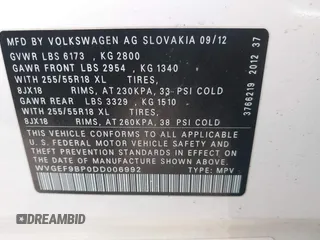 MFD BY VOLKSWAGEN AG SLOVAKIA 09/12
GVWR LBS 6173 , KG 2800
GAWR FRONT LBS 2954 , KG 1340
WITH 255/55R18 XL TIRES,
8JX18 RIMS, AT 230KPA, 33 PSI COLD
GAWR REAR LBS 3329 , KG 1510
WITH 255/55R18 XL TIRES,
8JX18 RIMS, AT 260KPA, 38 PSI COLD
THIS VEHICLE CONFORMS TO ALL APPLICABLE
U.S. FEDERAL MOTOR VEHICLE SAFETY AND
THEFT PREVENTION STANDARDS IN EFFECT ON THE
DATE OF MANUFACTURE SHOWN ABOVE.
WVGEF9BP0DD006992 TYPE: MPV
3766219 2012 37
BidCars